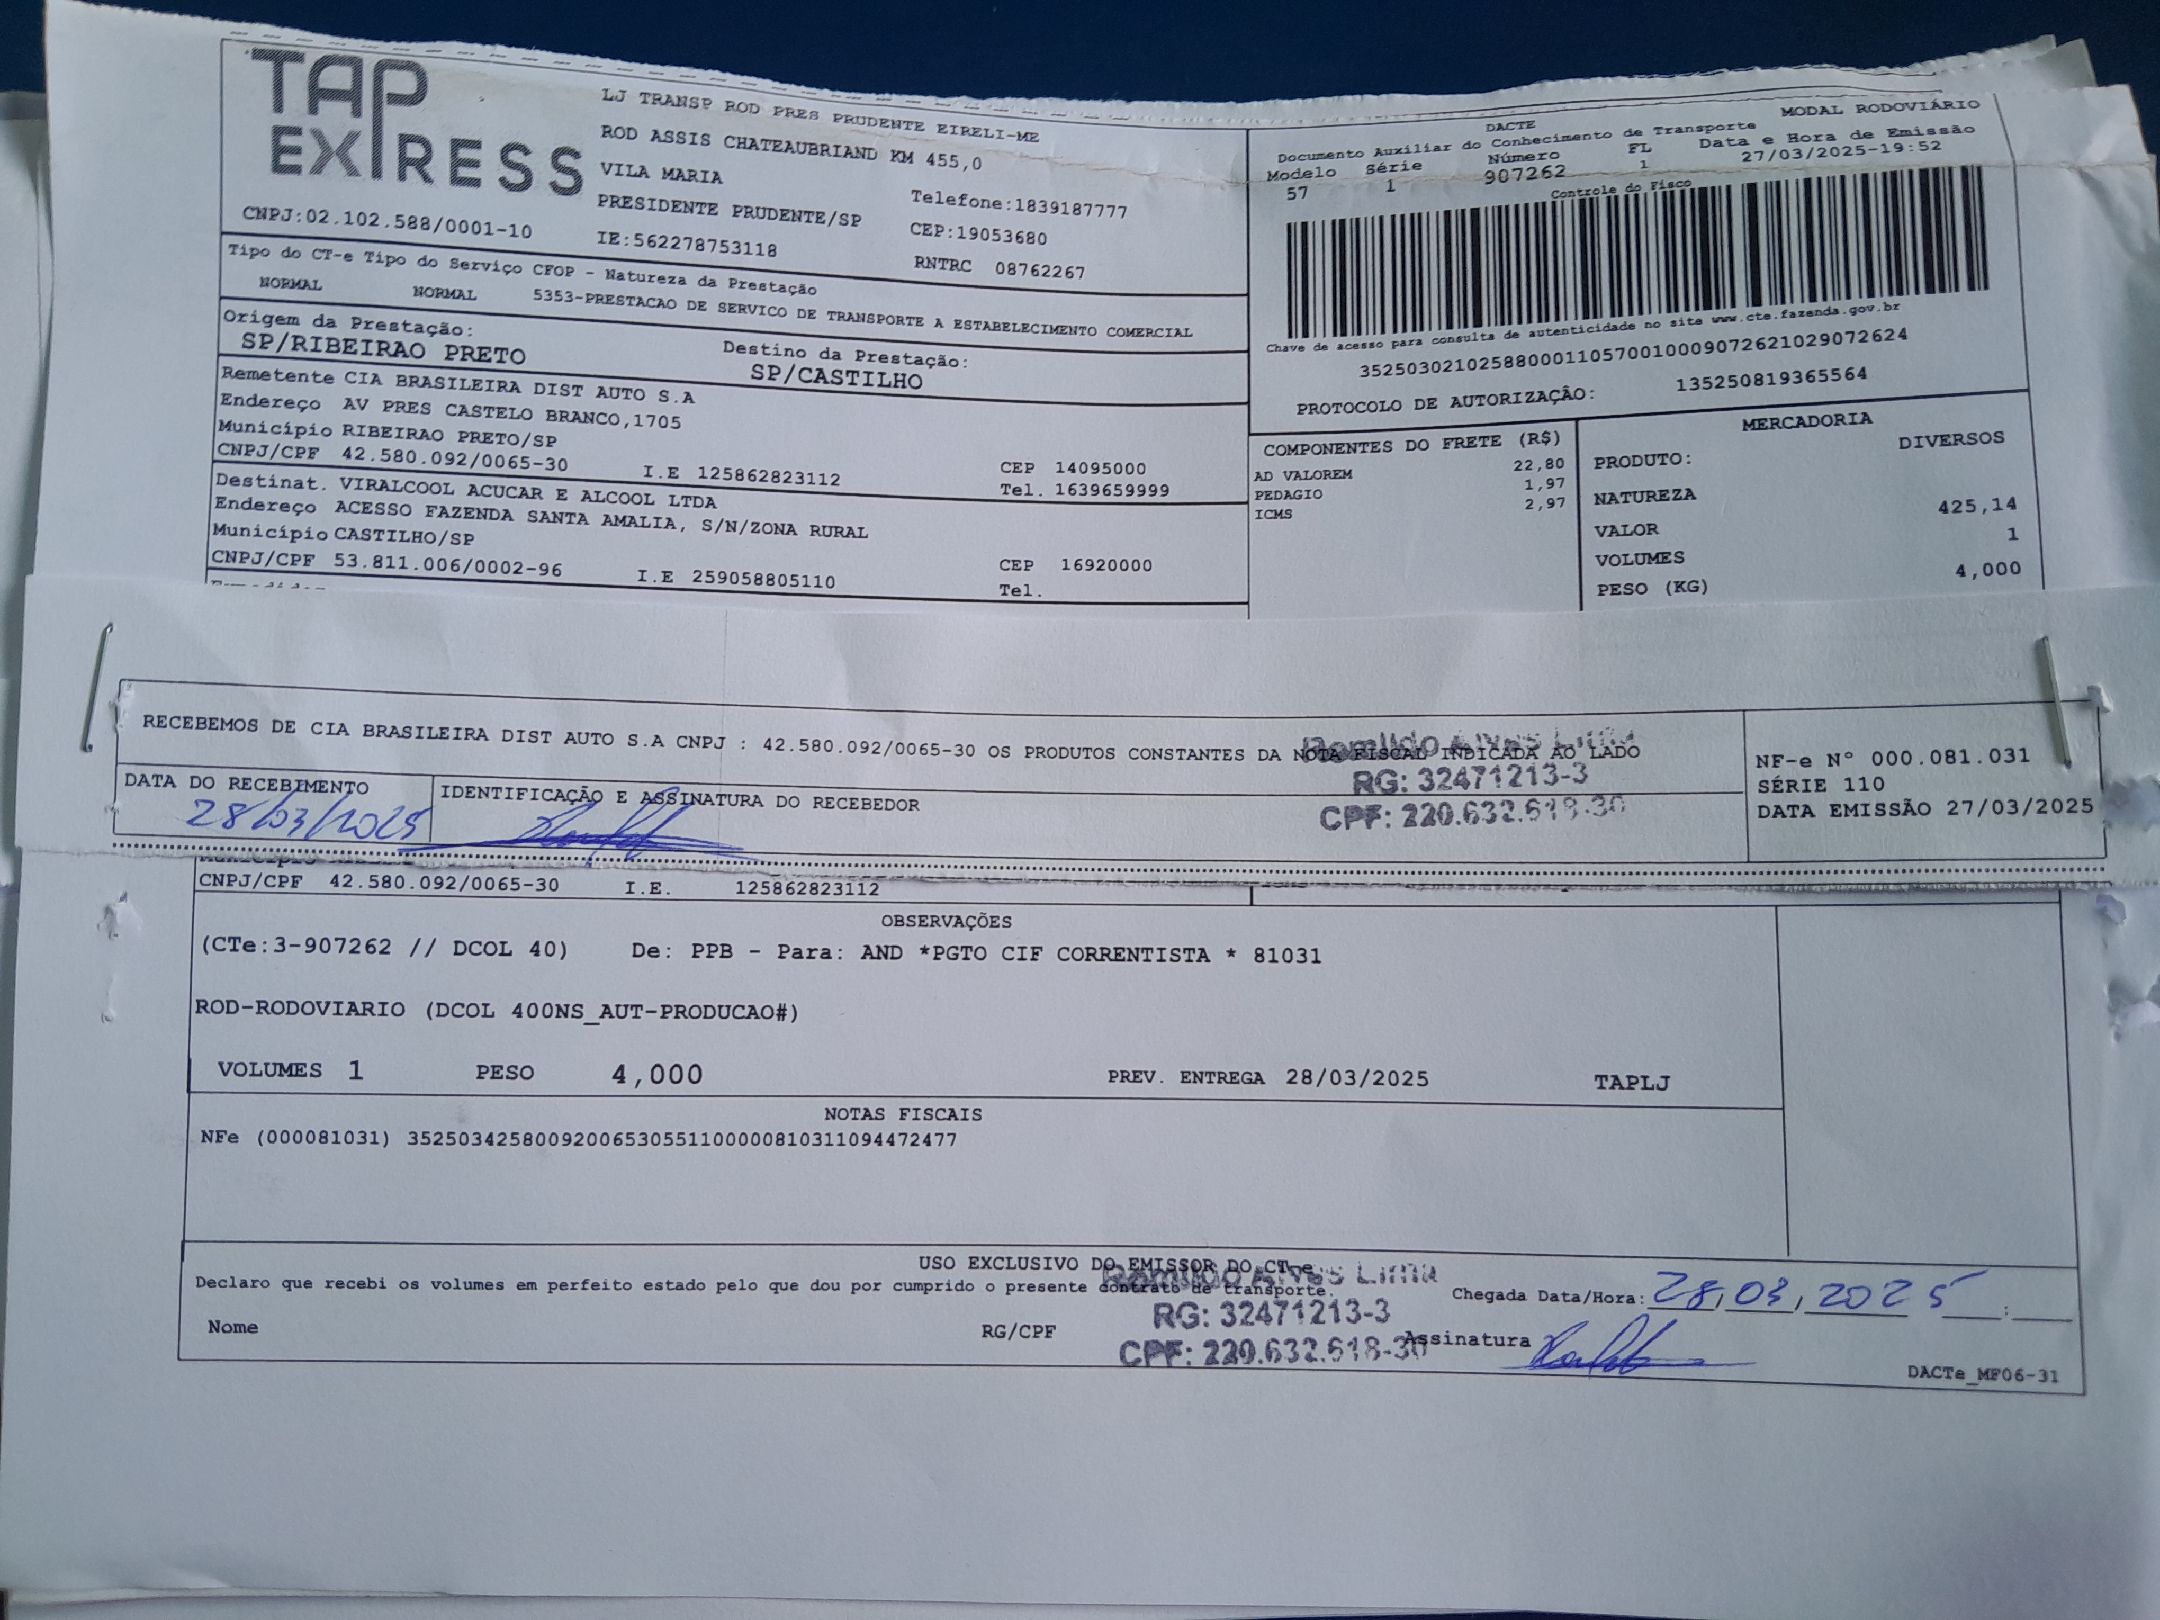 TAP EXPRESS
LJ TRANSP ROD PRES PRUDENTE EIRELI-ME
ROD ASSIS CHATEAUBRIAND KM 455,0
VILA MARIA
PRESIDENTE PRUDENTE/SP
Telefone:1839187777
CEP:19053680
CNPJ:02.102.588/0001-10
IE:562278753118
RNTRC 08762267
Tipo do CT-e Tipo do Serviço CFOP - Natureza da Prestação
NORMAL NORMAL 5353-PRESTACAO DE SERVICO DE TRANSPORTE A ESTABELECIMENTO COMERCIAL
Origem da Prestação:
SP/RIBEIRAO PRETO
Destino da Prestação:
SP/CASTILHO
Remetente CIA BRASILEIRA DIST AUTO S.A
Endereço AV PRES CASTELO BRANCO,1705
Município RIBEIRAO PRETO/SP
CNPJ/CPF 42.580.092/0065-30 I.E 125862823112
CEP 14095000
Tel. 1639659999
Destinat. VIRALCOOL ACUCAR E ALCOOL LTDA
Endereço ACESSO FAZENDA SANTA AMALIA, S/N/ZONA RURAL
Município CASTILHO/SP
CNPJ/CPF 53.811.006/0002-96 I.E 259058805110
CEP 16920000
Tel.
MODAL RODOVIÁRIO
DACTE
Documento Auxiliar do Conhecimento de Transporte
Modelo Série Número FL Data e Hora de Emissão
57 1 907262 1 27/03/2025-19:52
Controle do Fisco
Chave de acesso para consulta de autenticidade no site www.cte.fazenda.gov.br
35250302102588000110570010009072621029072624
PROTOCOLO DE AUTORIZAÇÃO: 135250819365564
COMPONENTES DO FRETE (R$)
AD VALOREM 22,80
PEDAGIO 1,97
ICMS 2,97
MERCADORIA
PRODUTO: DIVERSOS
NATUREZA
VALOR 425,14
VOLUMES 1
PESO (KG) 4,000
RECEBEMOS DE CIA BRASILEIRA DIST AUTO S.A CNPJ : 42.580.092/0065-30 OS PRODUTOS CONSTANTES DA NOTA FISCAL INDICADA AO LADO
DATA DO RECEBIMENTO
28/03/2025
IDENTIFICAÇÃO E ASSINATURA DO RECEBEDOR
Alves Lima
RG: 32471213-3
CPF: 220.632.618-30
NF-e Nº 000.081.031
SÉRIE 110
DATA EMISSÃO 27/03/2025
CNPJ/CPF 42.580.092/0065-30 I.E. 125862823112
OBSERVAÇÕES
(CTe:3-907262 // DCOL 40) De: PPB - Para: AND *PGTO CIF CORRENTISTA * 81031
ROD-RODOVIARIO (DCOL 400NS_AUT-PRODUCAO#)
VOLUMES 1 PESO 4,000 PREV. ENTREGA 28/03/2025 TAPLJ
NOTAS FISCAIS
NFe (000081031) 35250342580092006530551100000810311094472477
USO EXCLUSIVO DO EMISSOR DO CT-e
Declaro que recebi os volumes em perfeito estado pelo que dou por cumprido o presente contrato de transporte.
Alves Lima
RG: 32471213-3
CPF: 220.632.618-30
Chegada Data/Hora: 28,03,2025 :
Nome RG/CPF Assinatura
DACTe_MF06-31